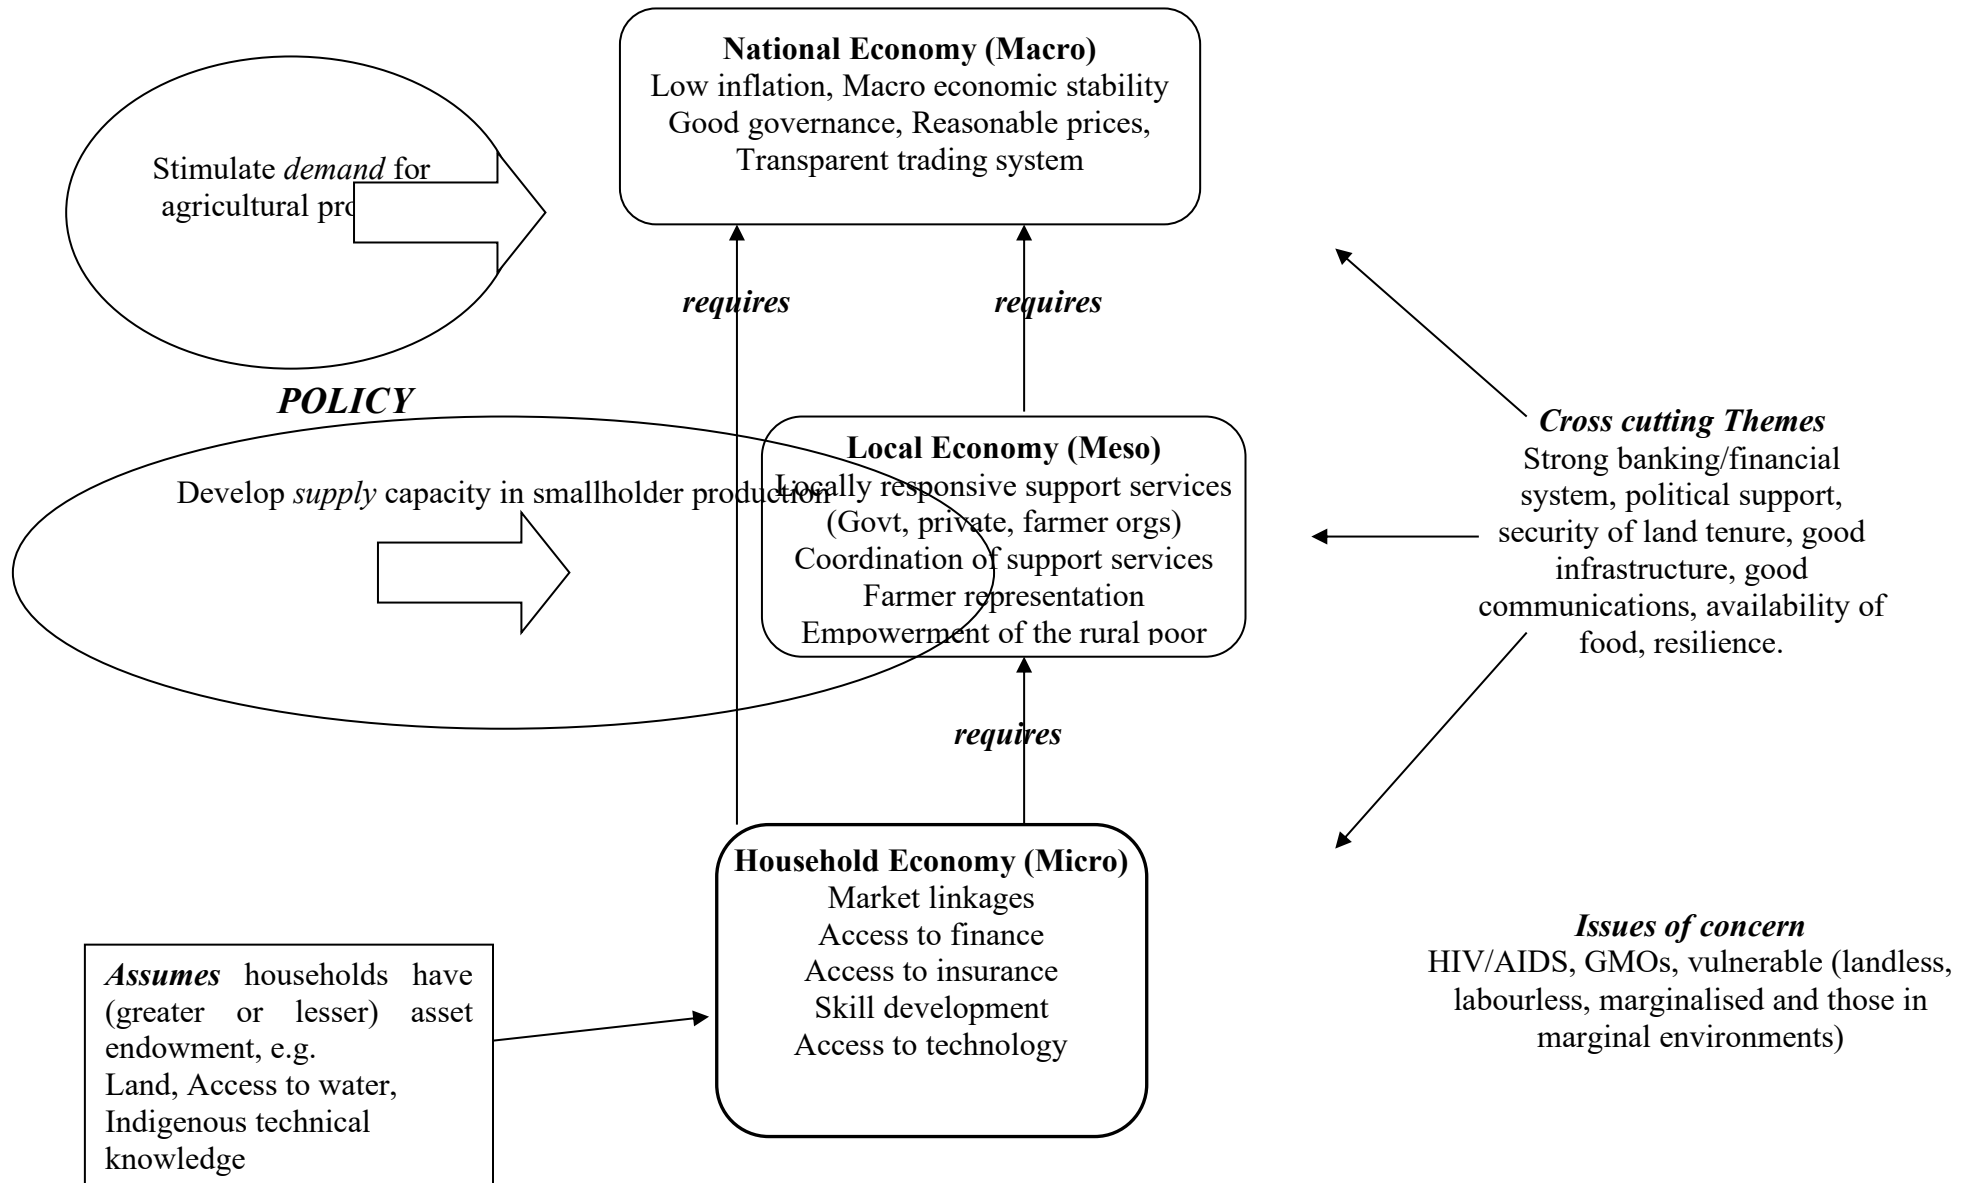 National Economy (Macro)
Low inflation, Macro economic stability
Good governance, Reasonable prices,
Transparent trading system
Stimulate demand for
agricultural
requires
requires
POLICY
Develop supply capacity in smallholder production
Local Economy (Meso)
Locally responsive support services
(Govt, private, farmer orgs)
Coordination of support services
Farmer representation
Empowerment of the rural poor
Cross cutting Themes
Strong banking/financial
system, political support,
security of land tenure, good
infrastructure, good
communications, availability of
food, resilience.
requires
Household Economy (Micro)
Market linkages
Access to finance
Access to insurance
Skill development
Access to technology
Assumes households have
(greater or lesser) asset
endowment, e.g.
Land, Access to water,
Indigenous technical
knowledge
Issues of concern
HIV/AIDS, GMOs, vulnerable (landless,
labourless, marginalised and those in
marginal environments)